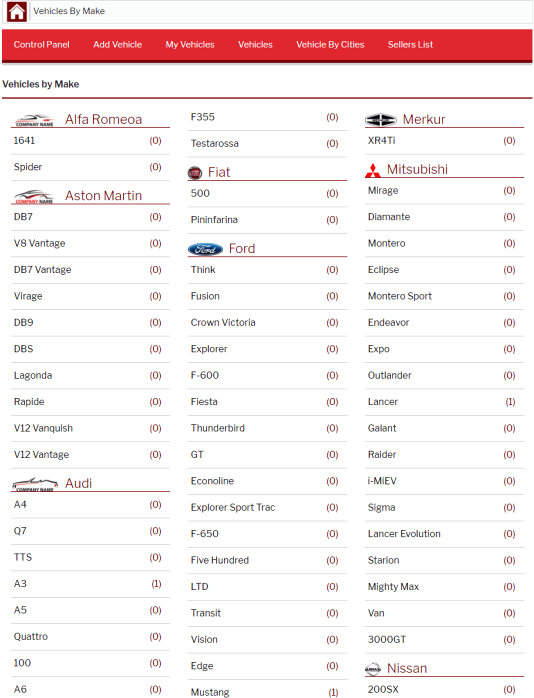 Vehicles By Make
Control Panel
Add Vehicle
My Vehicles
Vehicles
Vehicle By Cities
Sellers List
Vehicles by Make
COMPANY NAME
Alfa Romeoa
1641 (0)
Spider (0)
COMPANY NAME
Aston Martin
DB7 (0)
V8 Vantage (0)
DB7 Vantage (0)
Virage (0)
DB9 (0)
DBS (0)
Lagonda (0)
Rapide (0)
V12 Vanquish (0)
V12 Vantage (0)
COMPANY NAME
Audi
A4 (0)
Q7 (0)
TTS (0)
A3 (1)
A5 (0)
Quattro (0)
100 (0)
A6 (0)
F355 (0)
Testarossa (0)
FIAT
Fiat
500 (0)
Pininfarina (0)
Ford
Ford
Think (0)
Fusion (0)
Crown Victoria (0)
Explorer (0)
F-600 (0)
Fiesta (0)
Thunderbird (0)
GT (0)
Econoline (0)
Explorer Sport Trac (0)
F-650 (0)
Five Hundred (0)
LTD (0)
Transit (0)
Vision (0)
Edge (0)
Mustang (1)
Merkur
XR4Ti (0)
Mitsubishi
Mirage (0)
Diamante (0)
Montero (0)
Eclipse (0)
Montero Sport (0)
Endeavor (0)
Expo (0)
Outlander (0)
Lancer (1)
Galant (0)
Raider (0)
i-MiEV (0)
Sigma (0)
Lancer Evolution (0)
Starion (0)
Mighty Max (0)
Van (0)
3000GT (0)
Nissan
200SX (0)